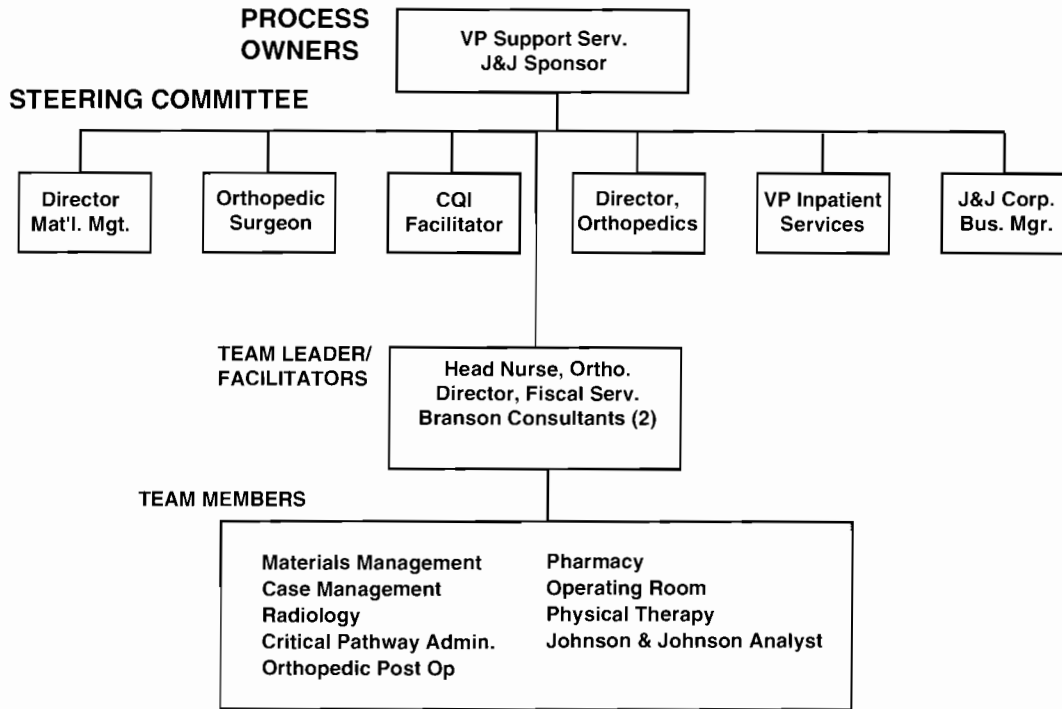 PROCESS
OWNERS
VP Support Serv.
J&J Sponsor
STEERING COMMITTEE
Director
Mat'l. Mgt.
Orthopedic
Surgeon
CQI
Facilitator
Director,
Orthopedics
VP Inpatient
Services
J&J Corp.
Bus. Mgr.
TEAM LEADER/
FACILITATORS
Head Nurse, Ortho.
Director, Fiscal Serv.
Branson Consultants (2)
TEAM MEMBERS
Materials Management
Case Management
Radiology
Critical Pathway Admin.
Orthopedic Post Op
Pharmacy
Operating Room
Physical Therapy
Johnson & Johnson Analyst